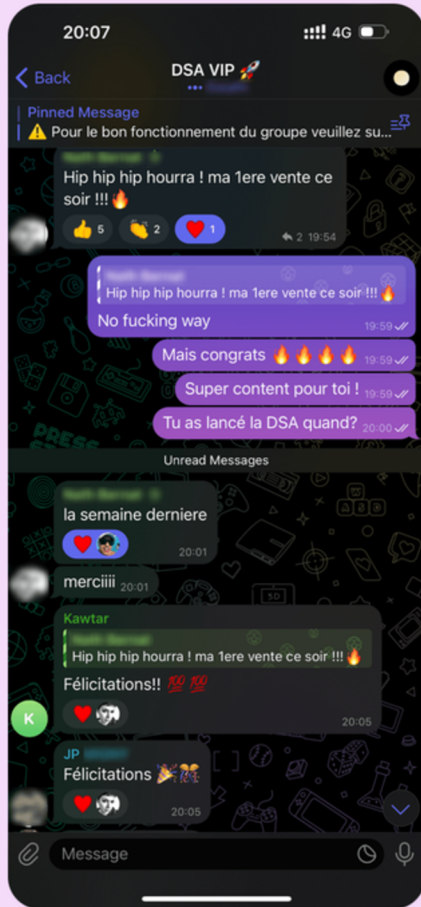 20:07
4G
Back
DSA VIP 🚀
Pinned Message
⚠️ Pour le bon fonctionnement du groupe veuillez su...
Hip hip hip hourra ! ma 1ere vente ce
soir !!!🔥
👍 5 👏 2 ❤️ 1
2 19:54
Hip hip hip hourra ! ma 1ere vente ce soir !!!🔥
No fucking way
19:59
Mais congrats 🔥🔥🔥🔥 19:59
Super content pour toi ! 19:59
Tu as lancé la DSA quand? 20:00
Unread Messages
la semaine derniere
20:01
merciiii 20:01
Kawtar
Hip hip hip hourra ! ma 1ere vente ce soir !!!🔥
Félicitations!! 💯 💯
K
20:05
JP
Félicitations 🎉🎊
20:05
Message